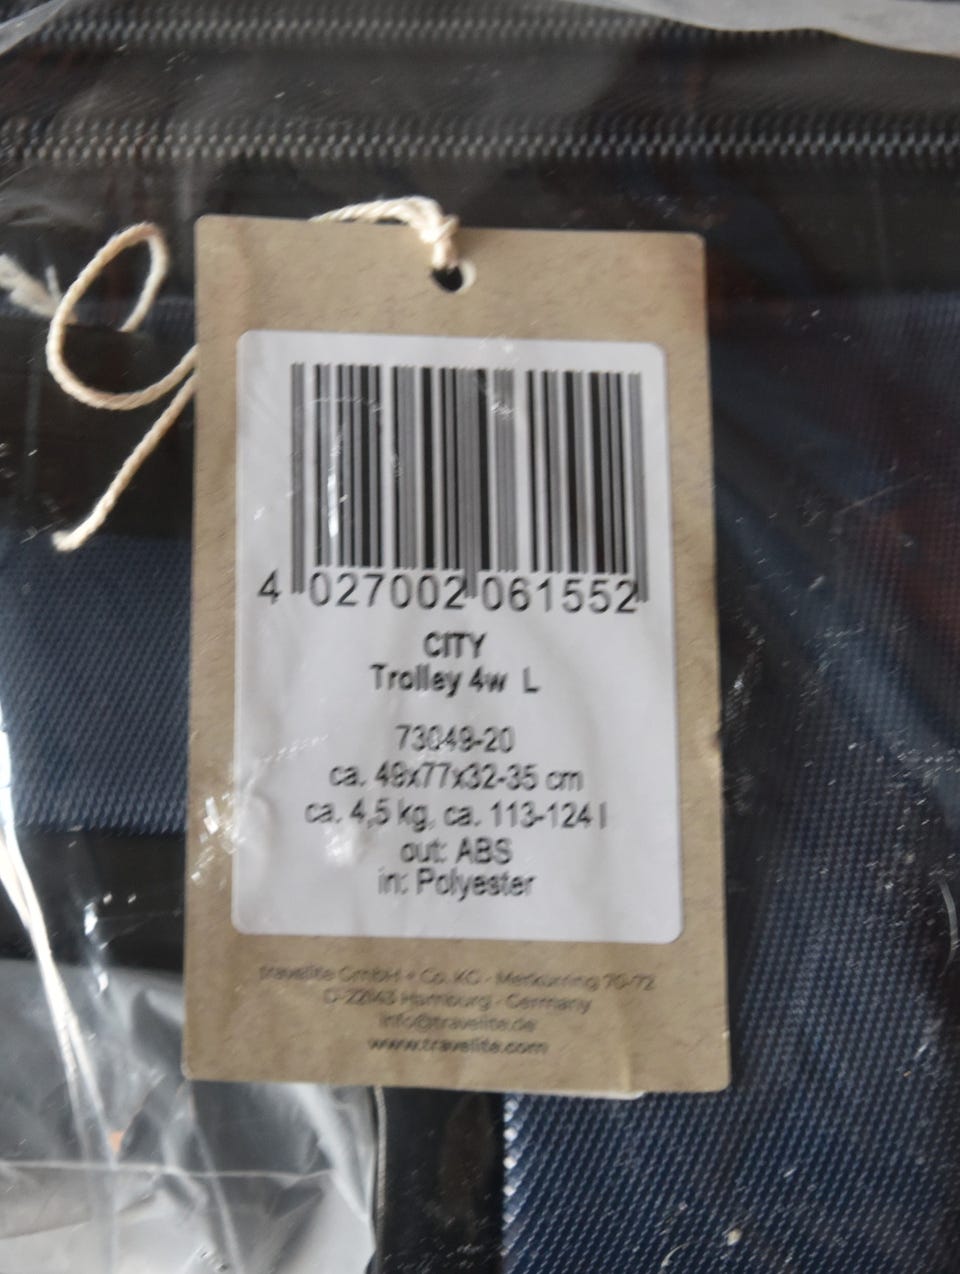 4 027002 061552
CITY
Trolley 4w L
73049-20
ca. 49x77x32-35 cm
ca. 4,5 kg, ca. 113-124 l
out: ABS
in: Polyester
travelite GmbH + Co. KG - Merkurring 70-72
D-22143 Hamburg - Germany
info@travelite.de
www.travelite.com